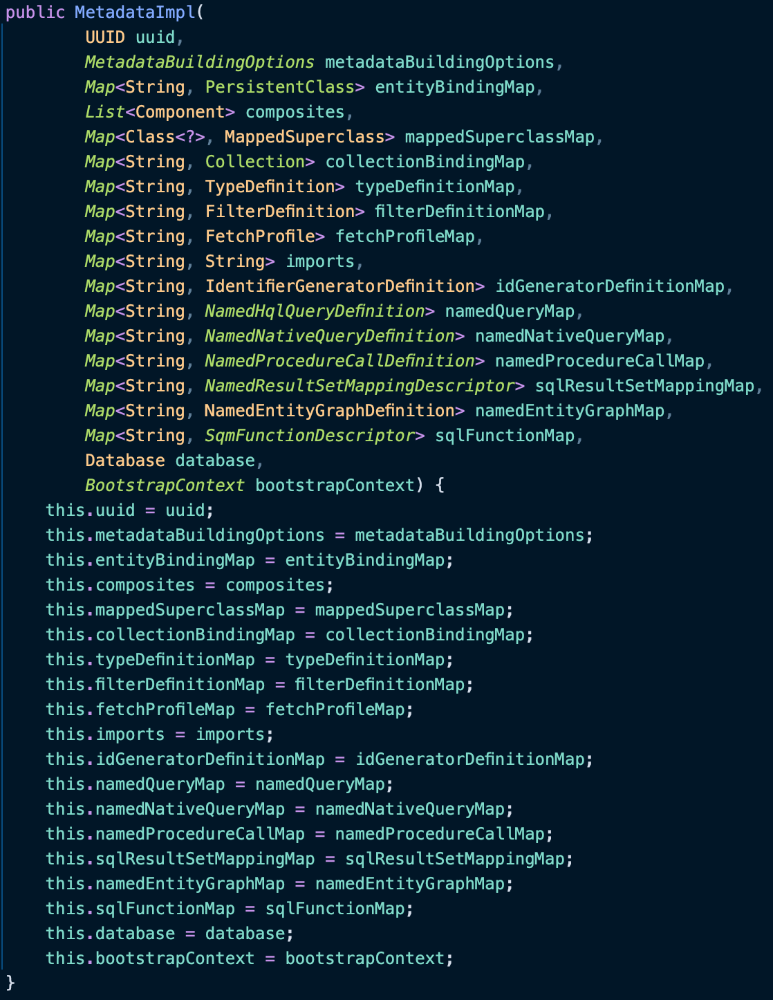 public MetadataImpl(
        UUID uuid,
        MetadataBuildingOptions metadataBuildingOptions,
        Map<String, PersistentClass> entityBindingMap,
        List<Component> composites,
        Map<Class<?>, MappedSuperclass> mappedSuperclassMap,
        Map<String, Collection> collectionBindingMap,
        Map<String, TypeDefinition> typeDefinitionMap,
        Map<String, FilterDefinition> filterDefinitionMap,
        Map<String, FetchProfile> fetchProfileMap,
        Map<String, String> imports,
        Map<String, IdentifierGeneratorDefinition> idGeneratorDefinitionMap,
        Map<String, NamedHqlQueryDefinition> namedQueryMap,
        Map<String, NamedNativeQueryDefinition> namedNativeQueryMap,
        Map<String, NamedProcedureCallDefinition> namedProcedureCallMap,
        Map<String, NamedResultSetMappingDescriptor> sqlResultSetMappingMap,
        Map<String, NamedEntityGraphDefinition> namedEntityGraphMap,
        Map<String, SqmFunctionDescriptor> sqlFunctionMap,
        Database database,
        BootstrapContext bootstrapContext) {
    this.uuid = uuid;
    this.metadataBuildingOptions = metadataBuildingOptions;
    this.entityBindingMap = entityBindingMap;
    this.composites = composites;
    this.mappedSuperclassMap = mappedSuperclassMap;
    this.collectionBindingMap = collectionBindingMap;
    this.typeDefinitionMap = typeDefinitionMap;
    this.filterDefinitionMap = filterDefinitionMap;
    this.fetchProfileMap = fetchProfileMap;
    this.imports = imports;
    this.idGeneratorDefinitionMap = idGeneratorDefinitionMap;
    this.namedQueryMap = namedQueryMap;
    this.namedNativeQueryMap = namedNativeQueryMap;
    this.namedProcedureCallMap = namedProcedureCallMap;
    this.sqlResultSetMappingMap = sqlResultSetMappingMap;
    this.namedEntityGraphMap = namedEntityGraphMap;
    this.sqlFunctionMap = sqlFunctionMap;
    this.database = database;
    this.bootstrapContext = bootstrapContext;
}